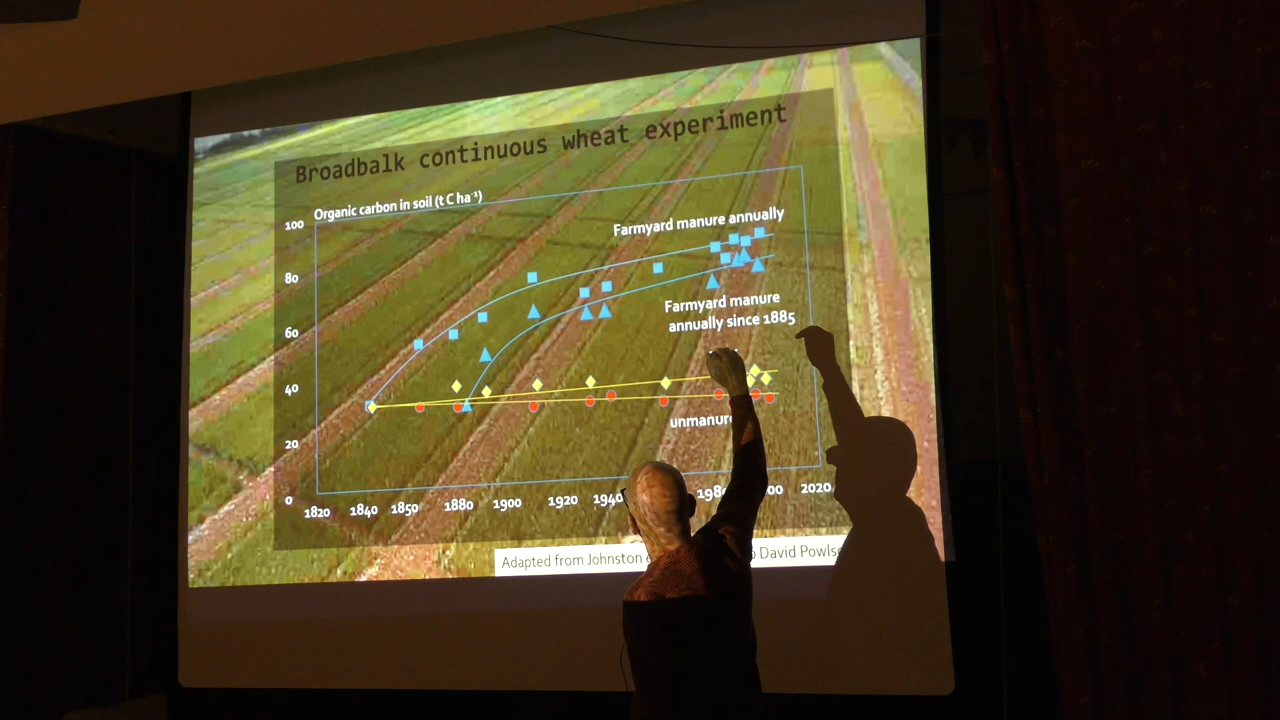 Broadbalk continuous wheat experiment
Organic carbon in soil (t C ha⁻¹)
100
80
60
40
20
0
Farmyard manure annually
Farmyard manure
annually since 1885
1820 1840 1850 1880 1900 1920 1940 2020
Adapted from Johnston David